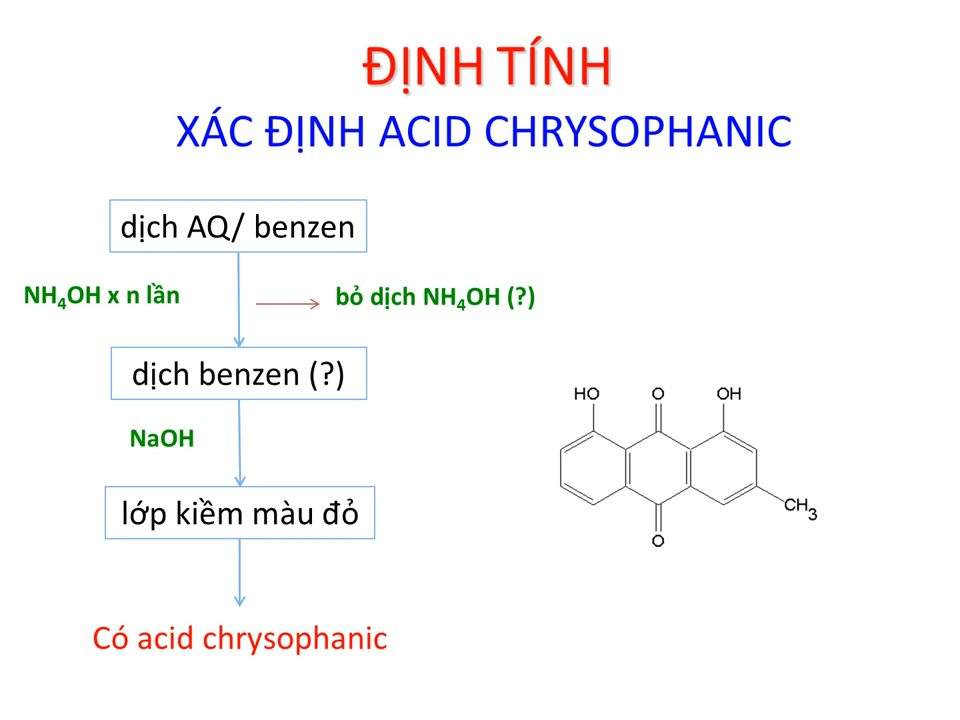 ĐỊNH TÍNH
XÁC ĐỊNH ACID CHRYSOPHANIC
dịch AQ/ benzen
NH₄OH x n lần
bỏ dịch NH₄OH (?)
dịch benzen (?)
NaOH
lớp kiềm màu đỏ
Có acid chrysophanic
HO O OH
CH₃
O